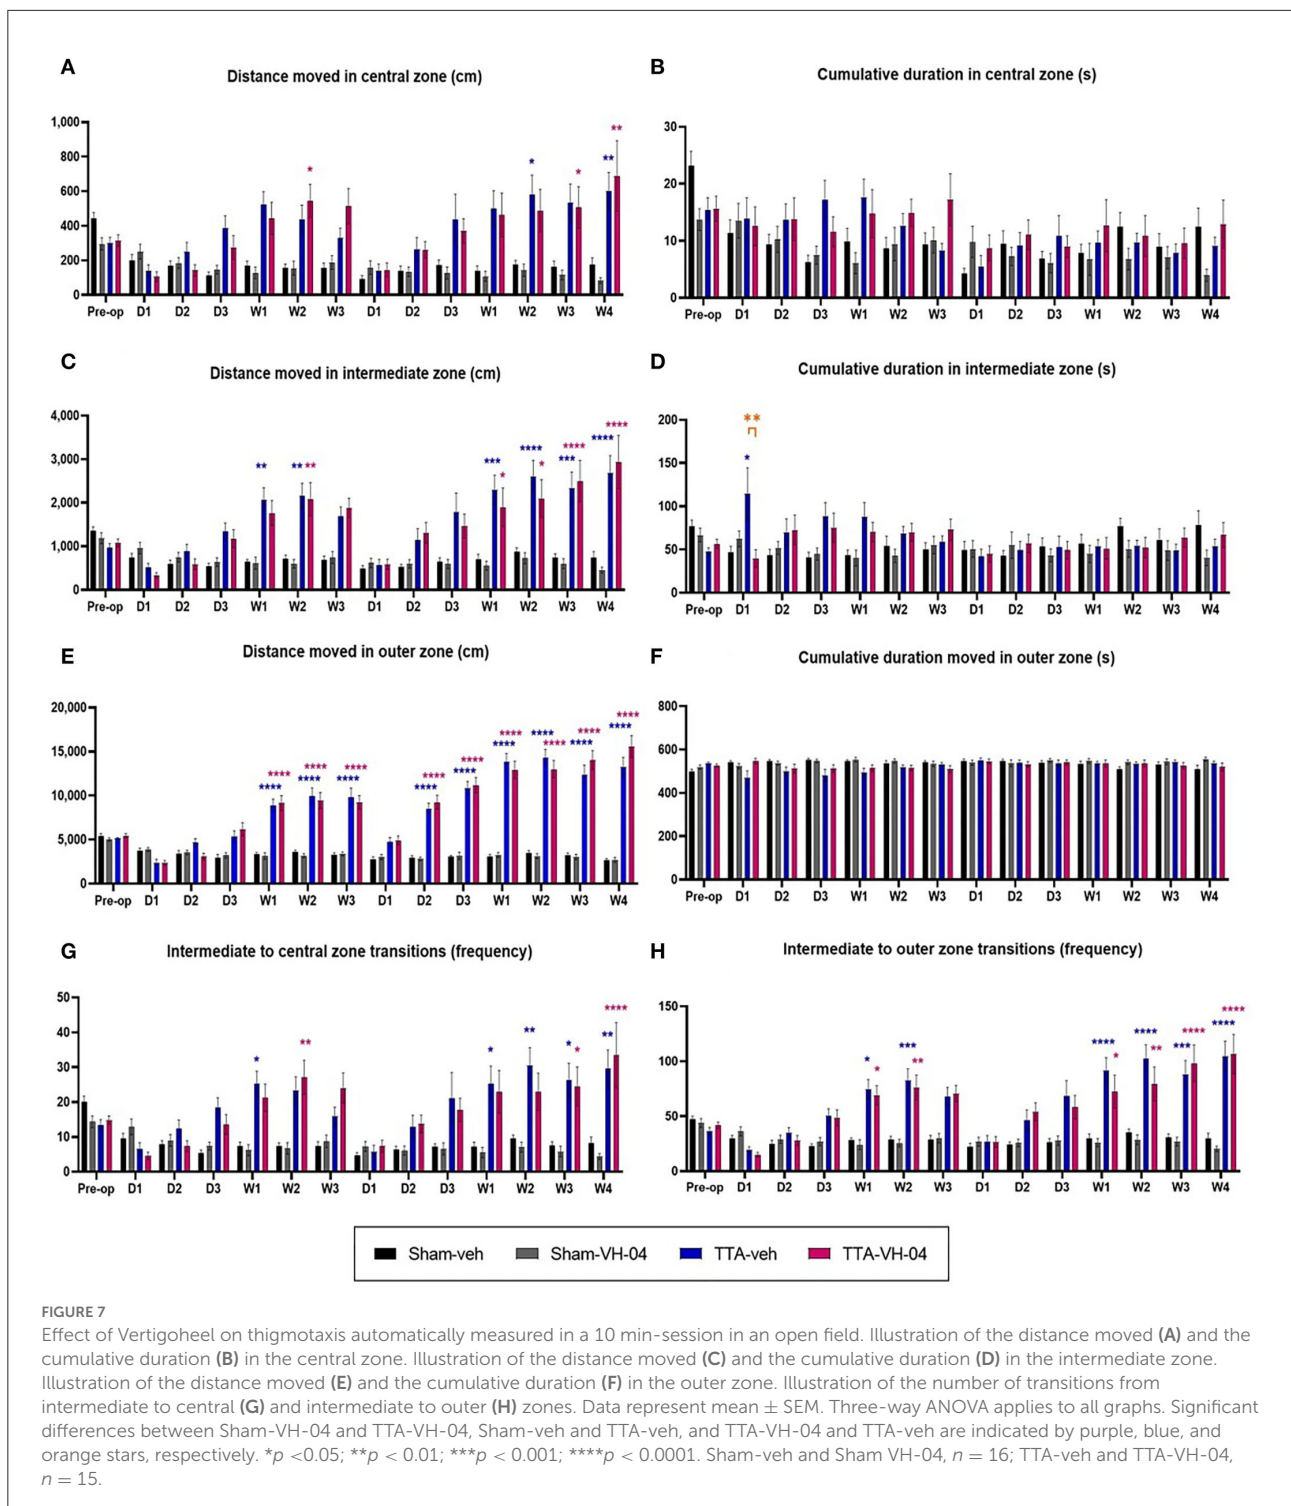 A
Distance moved in central zone (cm)
1,000
800
600
400
200
0
* * * ** **
Pre-op D1 D2 D3 W1 W2 W3 D1 D2 D3 W1 W2 W3 W4
B
Cumulative duration in central zone (s)
30
20
10
0
Pre-op D1 D2 D3 W1 W2 W3 D1 D2 D3 W1 W2 W3 W4
C
Distance moved in intermediate zone (cm)
4,000
3,000
2,000
1,000
0
** ** ** *** * **** * *** **** **** ****
Pre-op D1 D2 D3 W1 W2 W3 D1 D2 D3 W1 W2 W3 W4
D
Cumulative duration in intermediate zone (s)
200
150
100
50
0
**
*
Pre-op D1 D2 D3 W1 W2 W3 D1 D2 D3 W1 W2 W3 W4
E
Distance moved in outer zone (cm)
20,000
15,000
10,000
5,000
0
**** **** **** **** **** **** **** **** **** ****
**** **** **** **** **** **** **** **** ****
Pre-op D1 D2 D3 W1 W2 W3 D1 D2 D3 W1 W2 W3 W4
F
Cumulative duration moved in outer zone (s)
800
600
400
200
0
Pre-op D1 D2 D3 W1 W2 W3 D1 D2 D3 W1 W2 W3 W4
G
Intermediate to central zone transitions (frequency)
50
40
30
20
10
0
* ** * ** * * ** ****
Pre-op D1 D2 D3 W1 W2 W3 D1 D2 D3 W1 W2 W3 W4
H
Intermediate to outer zone transitions (frequency)
150
100
50
0
* * *** ** **** * **** ** *** **** **** ****
Pre-op D1 D2 D3 W1 W2 W3 D1 D2 D3 W1 W2 W3 W4
Sham-veh Sham-VH-04 TTA-veh TTA-VH-04
FIGURE 7
Effect of Vertigoheel on thigmotaxis automatically measured in a 10 min-session in an open field. Illustration of the distance moved (A) and the
cumulative duration (B) in the central zone. Illustration of the distance moved (C) and the cumulative duration (D) in the intermediate zone.
Illustration of the distance moved (E) and the cumulative duration (F) in the outer zone. Illustration of the number of transitions from
intermediate to central (G) and intermediate to outer (H) zones. Data represent mean ± SEM. Three-way ANOVA applies to all graphs. Significant
differences between Sham-VH-04 and TTA-VH-04, Sham-veh and TTA-veh, and TTA-VH-04 and TTA-veh are indicated by purple, blue, and
orange stars, respectively. *p <0.05; **p < 0.01; ***p < 0.001; ****p < 0.0001. Sham-veh and Sham VH-04, n = 16; TTA-veh and TTA-VH-04,
n = 15.